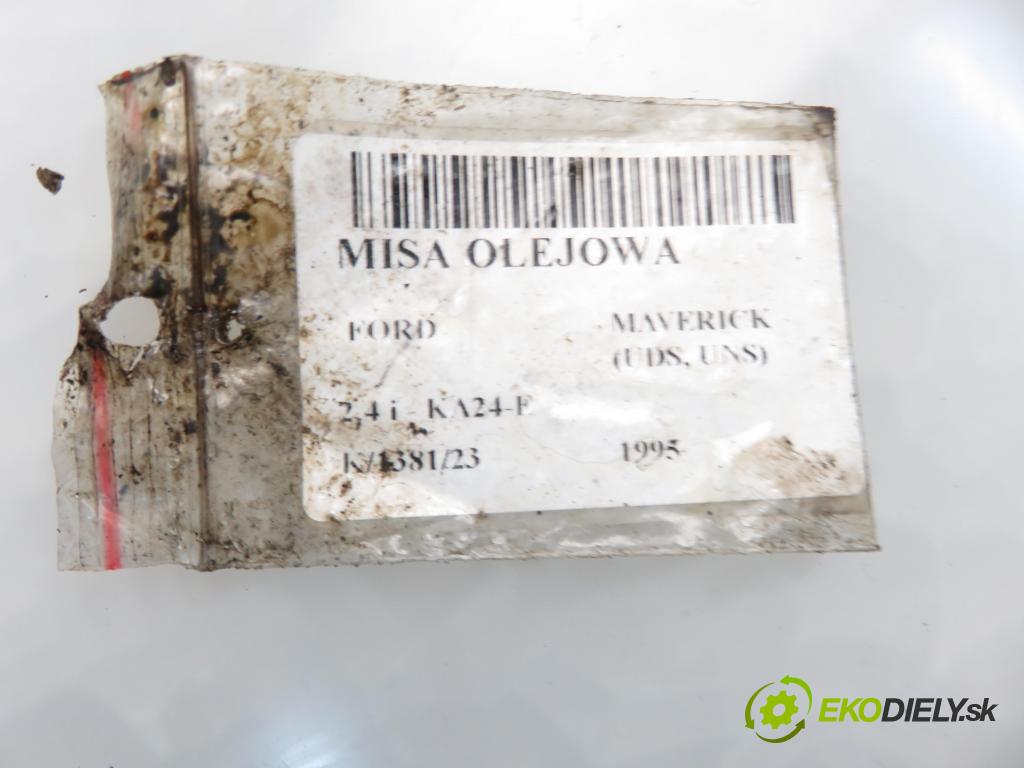 MISA OLEJOWA
FORD MAVERICK
(UDS, UNS)
2,4 i - KA24-E
K/1381/23 1995-
EKODIELY.sk